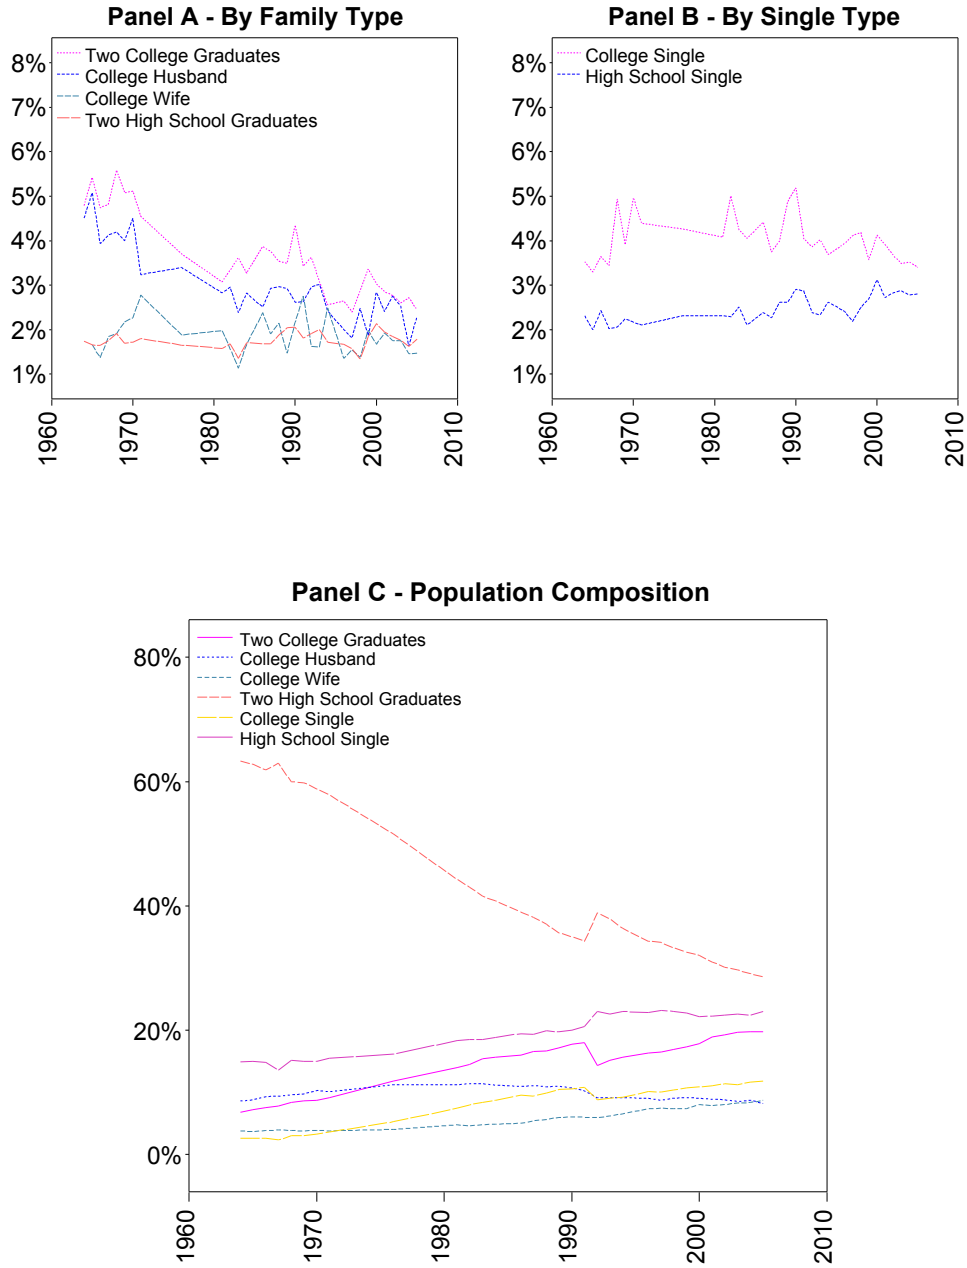 Panel A - By Family Type
Two College Graduates
College Husband
College Wife
Two High School Graduates
8%
7%
6%
5%
4%
3%
2%
1%
1960
1970
1980
1990
2000
2010
Panel B - By Single Type
College Single
High School Single
8%
7%
6%
5%
4%
3%
2%
1%
1960
1970
1980
1990
2000
2010
Panel C - Population Composition
Two College Graduates
College Husband
College Wife
Two High School Graduates
College Single
High School Single
80%
60%
40%
20%
0%
1960
1970
1980
1990
2000
2010